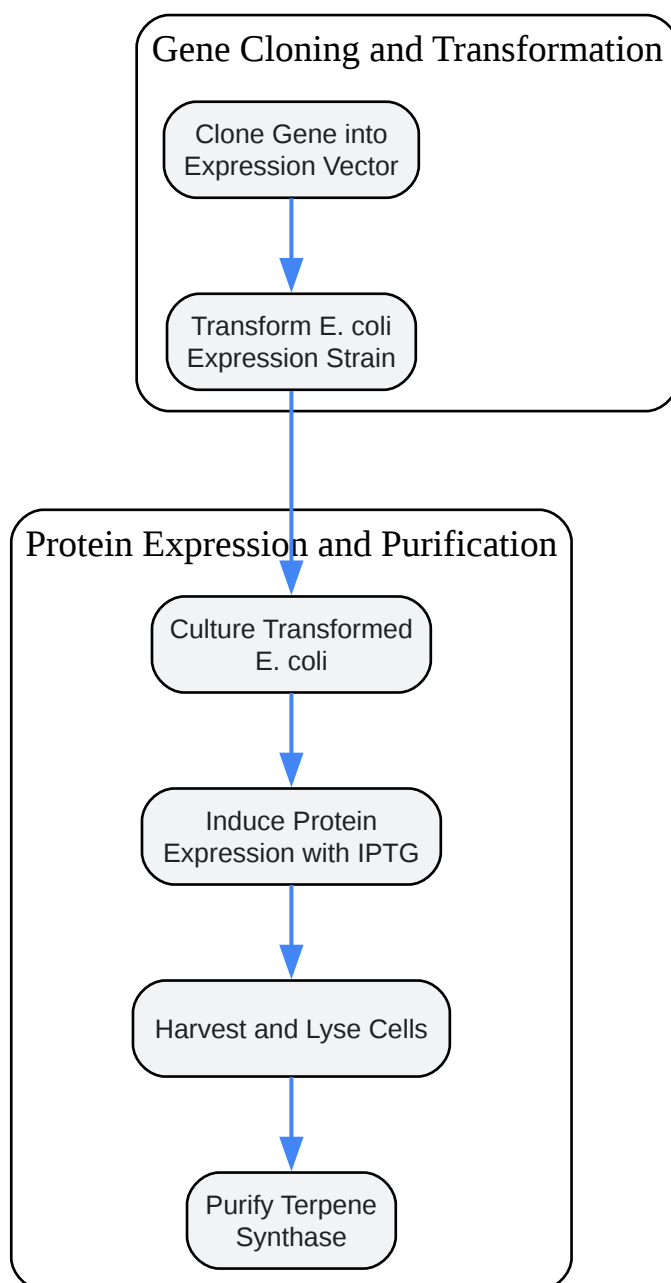 Gene Cloning and Transformation
Clone Gene into
Expression Vector
Transform E. coli
Expression Strain
Protein Expression and Purification
Culture Transformed
E. coli
Induce Protein
Expression with IPTG
Harvest and Lyse Cells
Purify Terpene
Synthase